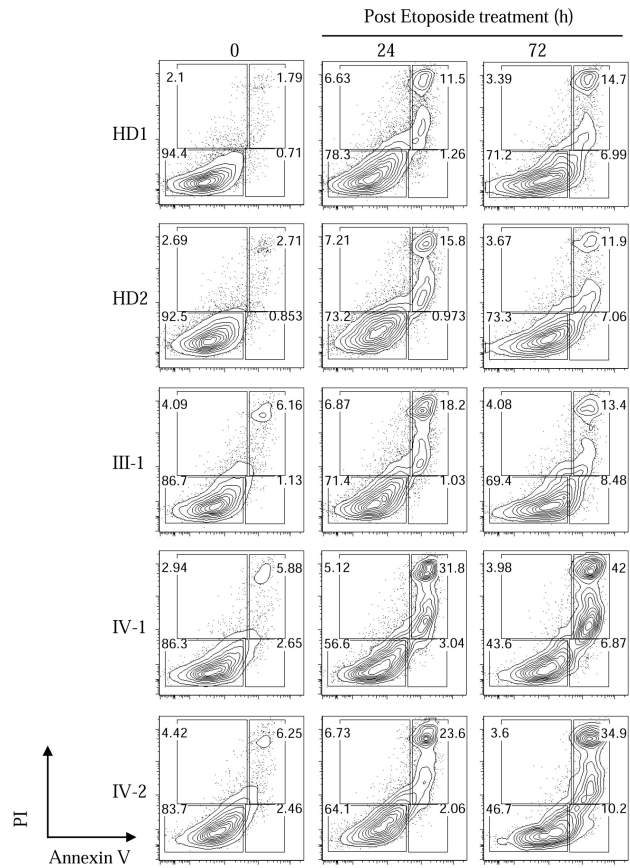 Post Etoposide treatment (h)
0 24 72
HD1
2.1 1.79 6.63 11.5 3.39 14.7
94.4 0.71 78.3 1.26 71.2 6.99
HD2
2.69 2.71 7.21 15.8 3.67 11.9
92.5 0.853 73.2 0.973 73.3 7.06
III-1
4.09 6.16 6.87 18.2 4.08 13.4
86.7 1.13 71.4 1.03 69.4 8.48
IV-1
2.94 5.88 5.12 31.8 3.98 42
86.3 2.65 56.6 3.04 43.6 6.87
IV-2
4.42 6.25 6.73 23.6 3.6 34.9
83.7 2.46 64.1 2.06 46.7 10.2
PI
Annexin V